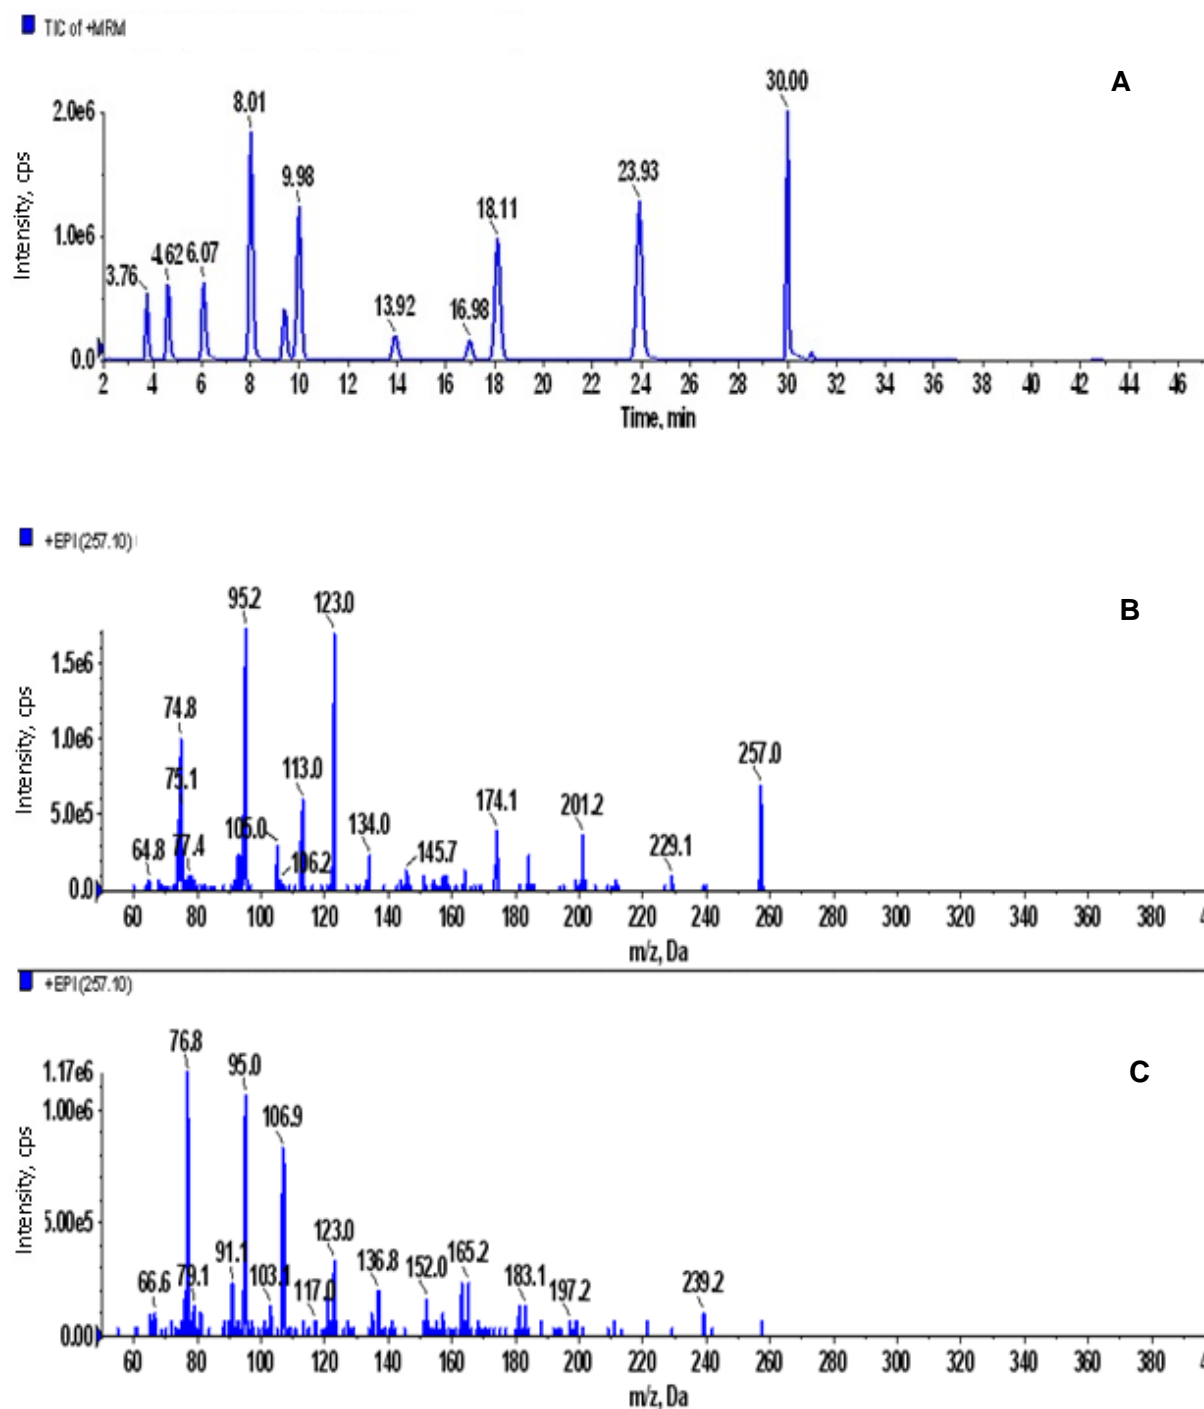 TIC of +MRM
A
30.00
8.01
2.0e6
23.93
9.98
18.11
4.62 6.07
1.0e6
3.76
13.92
16.98
0.0
2 4 6 8 10 12 14 16 18 20 22 24 26 28 30 32 34 36 38 40 42 44 46
Time, min
Intensity, cps
+EPI (257.10)
B
95.2 123.0
1.5e6
74.8
1.0e6
257.0
75.1
113.0
174.1 201.2
5.0e5
105.0
134.0
64.8 77.4 106.2 145.7 229.1
0.0
60 80 100 120 140 160 180 200 220 240 260 280 300 320 340 360 380
m/z, Da
Intensity, cps
+EPI (257.10)
C
76.8
95.0
1.17e6
1.00e6
106.9
5.00e5
123.0
91.1 136.8 152.0 165.2
66.6 79.1 103.1 117.0 183.1 197.2 239.2
0.00
60 80 100 120 140 160 180 200 220 240 260 280 300 320 340 360 380
m/z, Da
Intensity, cps